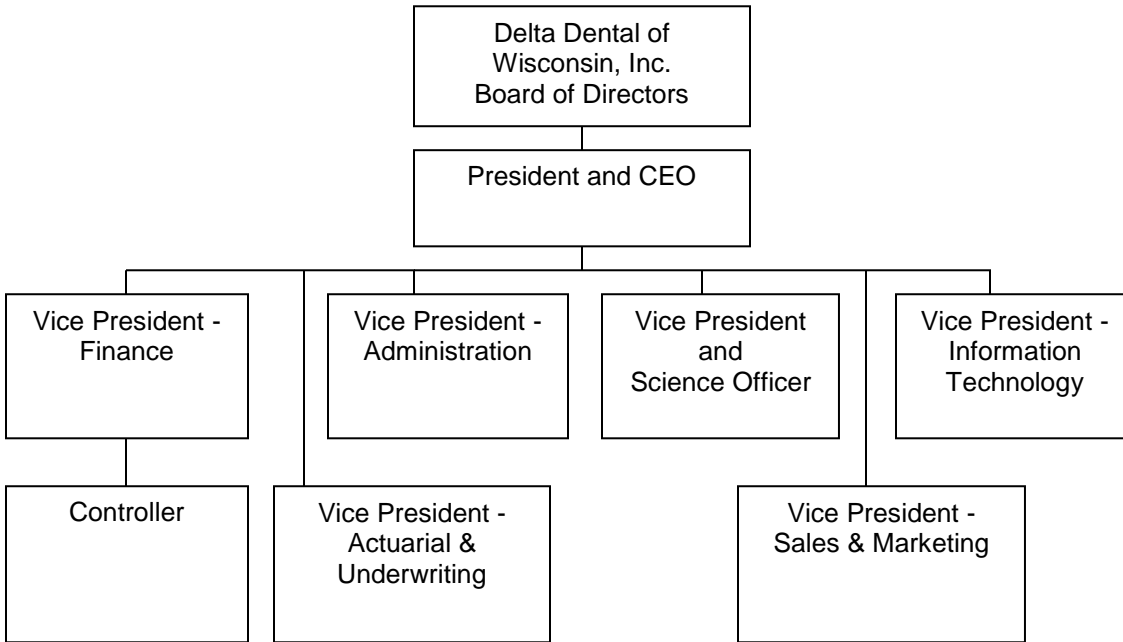 Delta Dental of
Wisconsin, Inc.
Board of Directors
President and CEO
Vice President -
Finance
Vice President -
Administration
Vice President
and
Science Officer
Vice President -
Information
Technology
Controller
Vice President -
Actuarial &
Underwriting
Vice President -
Sales & Marketing